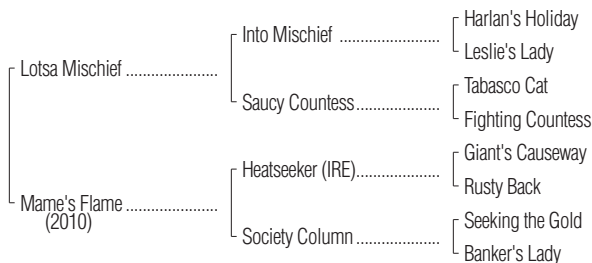 Harlan's Holiday
Into Mischief ........................
Leslie's Lady
Lotsa Mischief ......................
Tabasco Cat
Saucy Countess....................
Fighting Countess
Giant's Causeway
Heatseeker (IRE)....................
Rusty Back
Mame's Flame ......................
(2010)
Seeking the Gold
Society Column ....................
Banker's Lady